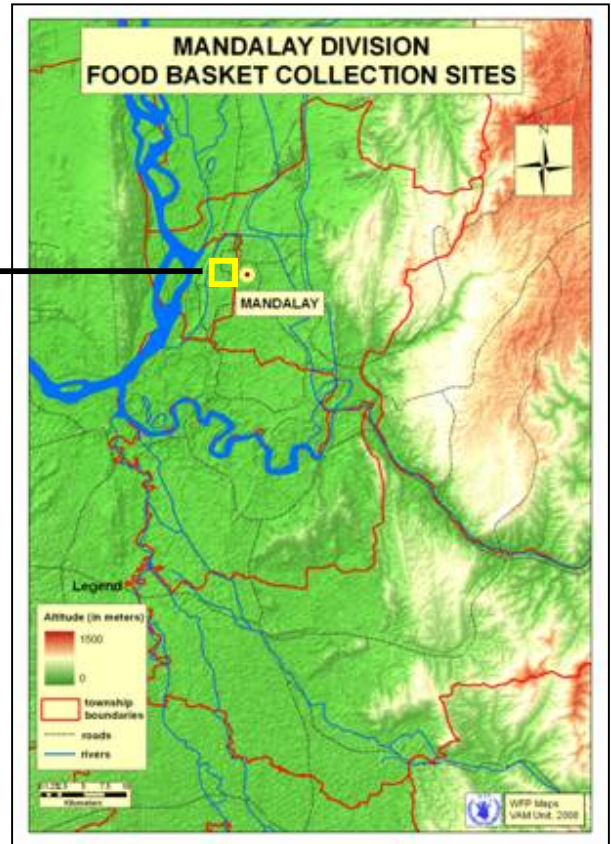 MANDALAY DIVISION
FOOD BASKET COLLECTION SITES
N
MANDALAY
Legend
Altitude (in meters)
1500
0
township
boundaries
roads
rivers
Kilometers
WFP
WFP Maps
VAM Unit. 2008